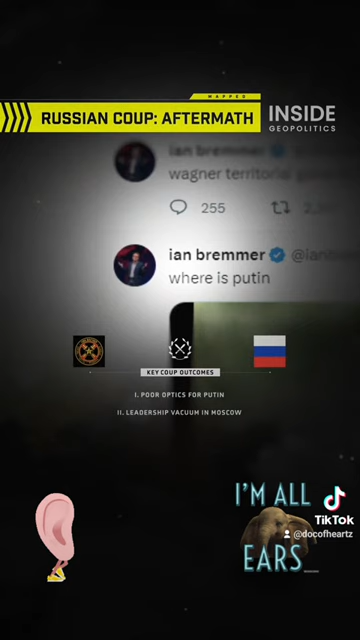 MAPPED
RUSSIAN COUP: AFTERMATH
INSIDE
GEOPOLITICS
ian bremmer
wagner territorial
255
ian bremmer
where is putin
KEY COUP OUTCOMES
I. POOR OPTICS FOR PUTIN
II. LEADERSHIP VACUUM IN MOSCOW
I'M ALL
EARS
TikTok
@docofheartz